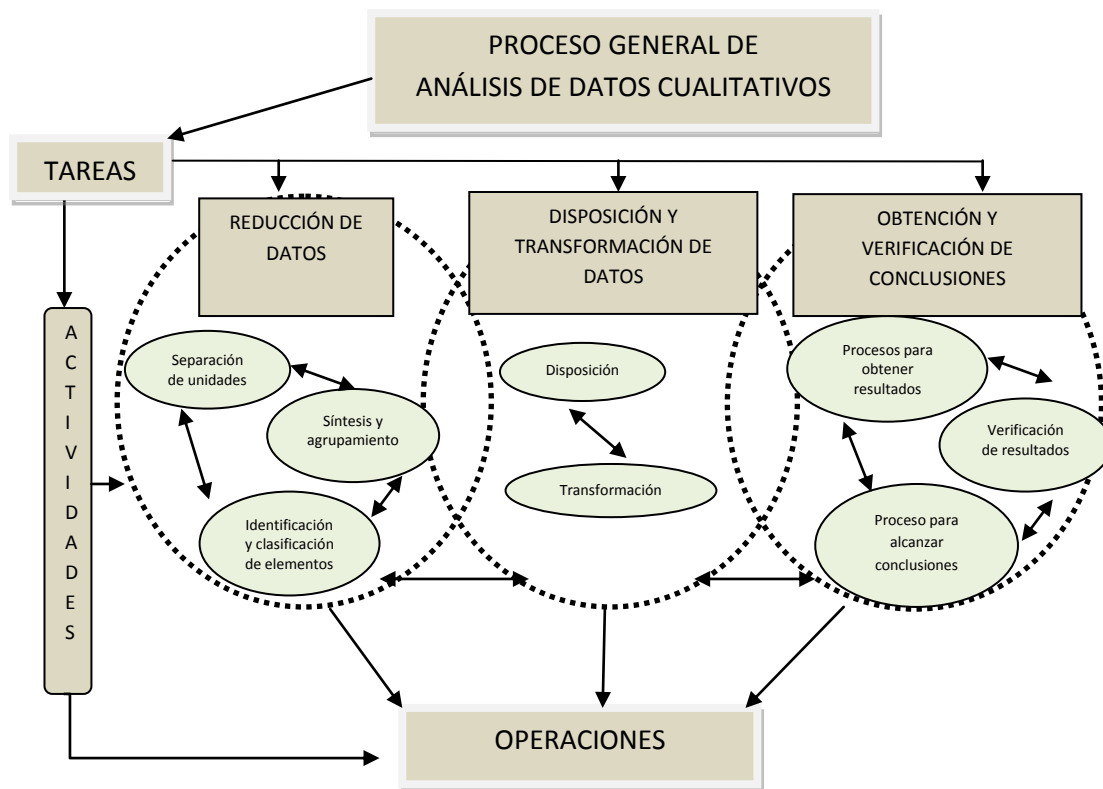 PROCESO GENERAL DE
ANÁLISIS DE DATOS CUALITATIVOS
TAREAS
REDUCCIÓN DE
DATOS
DISPOSICIÓN Y
TRANSFORMACIÓN DE
DATOS
OBTENCIÓN Y
VERIFICACIÓN DE
CONCLUSIONES
A
C
T
I
V
I
D
A
D
E
S
Separación
de unidades
Síntesis y
agrupamiento
Identificación
y clasificación
de elementos
Disposición
Transformación
Procesos para
obtener
resultados
Verificación
de resultados
Proceso para
alcanzar
conclusiones
OPERACIONES